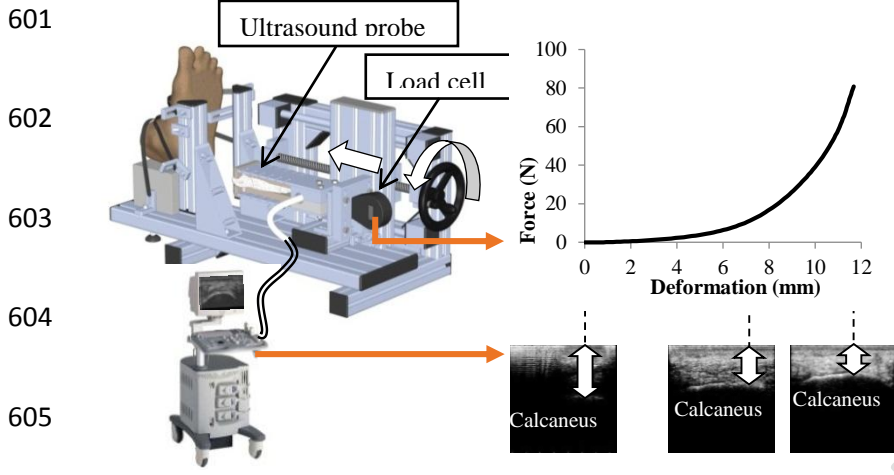 601
Ultrasound probe
Load cell
602
603
604
605
Force (N)
100
80
60
40
20
0
0 2 4 6 8 10 12
Deformation (mm)
Calcaneus
Calcaneus
Calcaneus